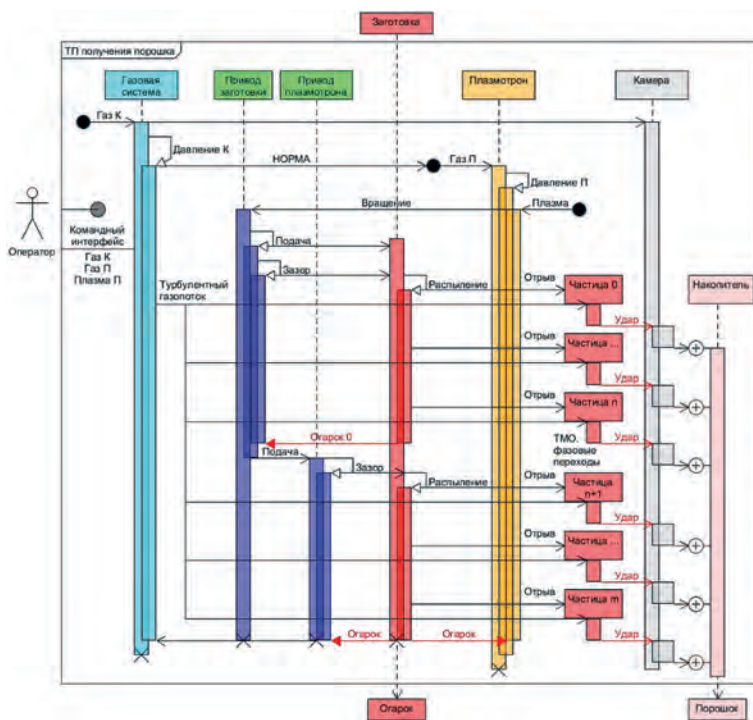 Заготовка
ТП получения порошка
Газовая
система
Привод
заготовки
Привод
плазмотрона
Плазмотрон
Камера
Газ К
Давление К
НОРМА
Газ П
Давление П
Вращение
Плазма
Оператор
Командный
интерфейс
Газ К
Газ П
Плазма П
Подача
Зазор
Турбулентный
газопоток
Распыление
Отрыв
Частица 0
Накопитель
Удар
Отрыв
Частица ...
Удар
Отрыв
Частица n
Удар
Огарок 0
ТМО.
фазовые
переходы
Подача
Зазор
Распыление
Отрыв
Частица
n+1
Удар
Отрыв
Частица ...
Удар
Отрыв
Частица m
Удар
Огарок
Огарок
Огарок
Порошок